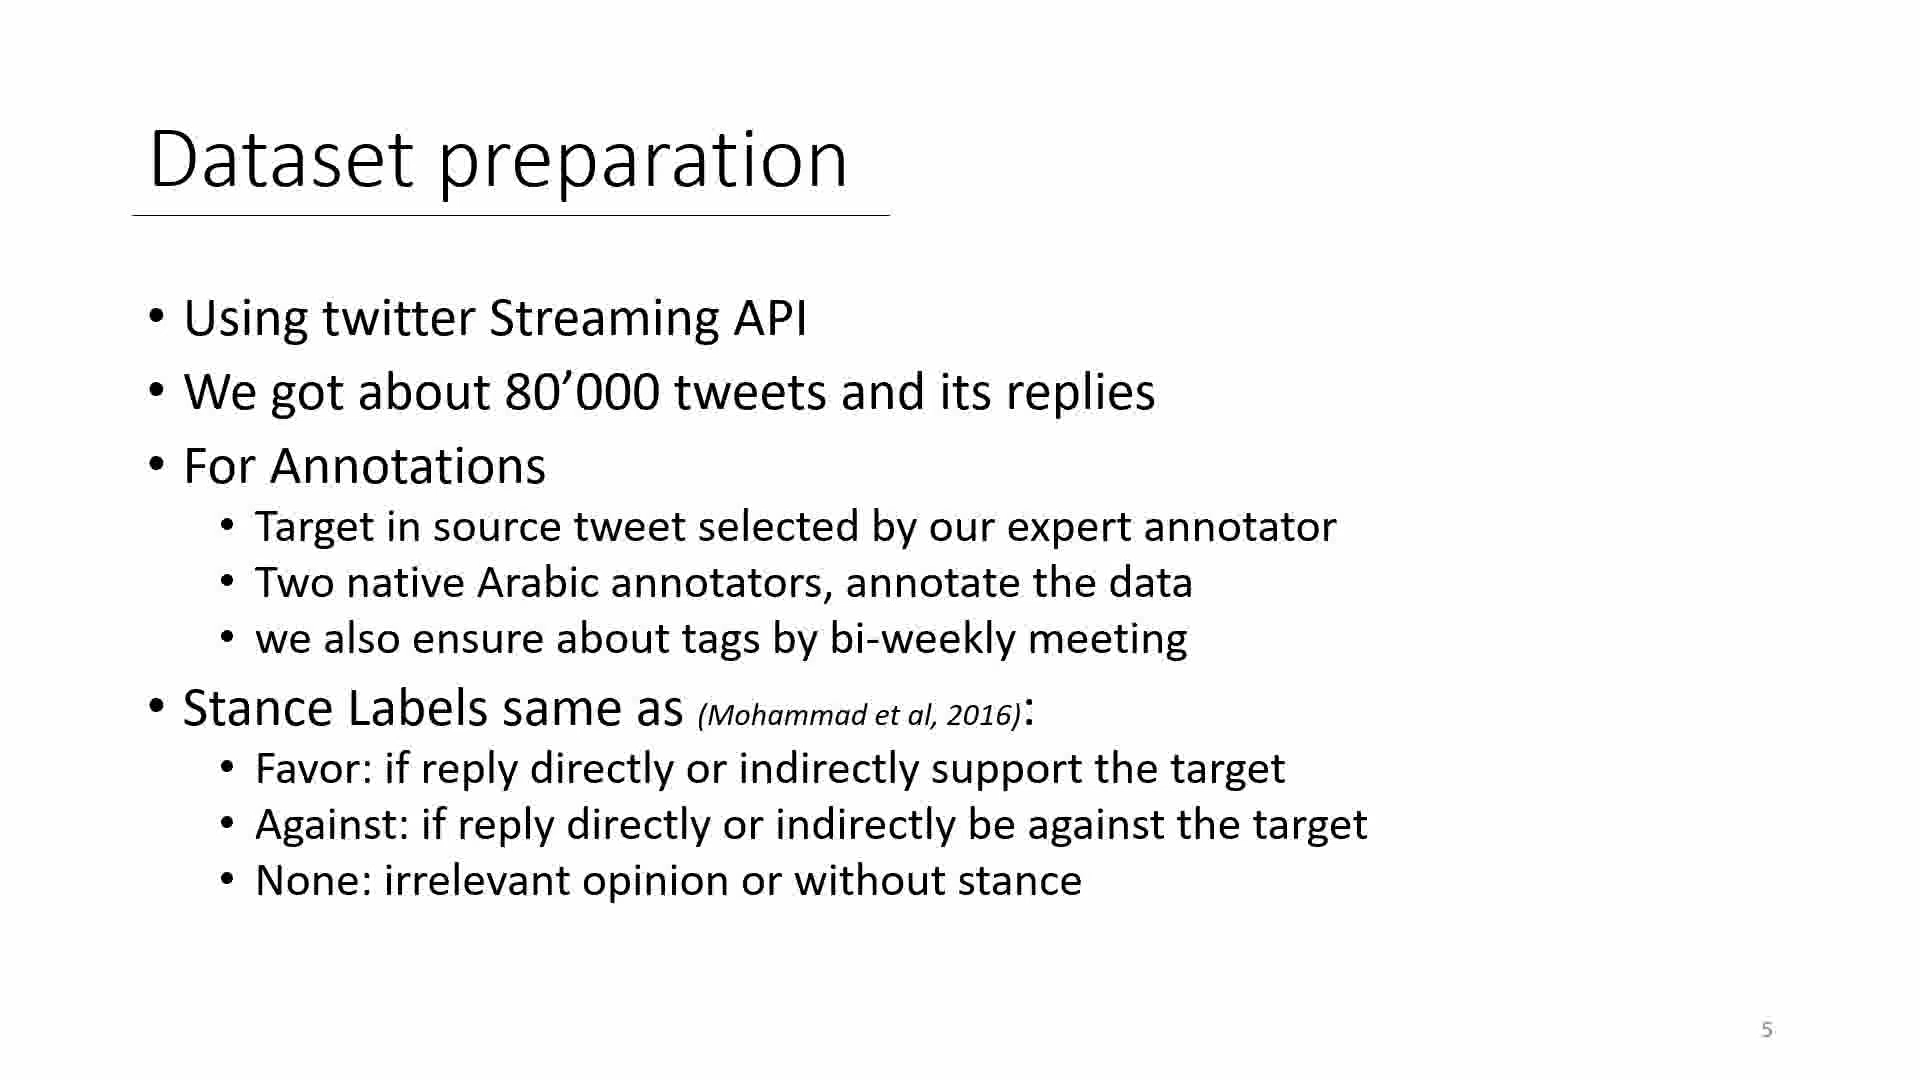 Dataset preparation
• Using twitter Streaming API
• We got about 80’000 tweets and its replies
• For Annotations
• Target in source tweet selected by our expert annotator
• Two native Arabic annotators, annotate the data
• we also ensure about tags by bi-weekly meeting
• Stance Labels same as (Mohammad et al, 2016):
• Favor: if reply directly or indirectly support the target
• Against: if reply directly or indirectly be against the target
• None: irrelevant opinion or without stance
5